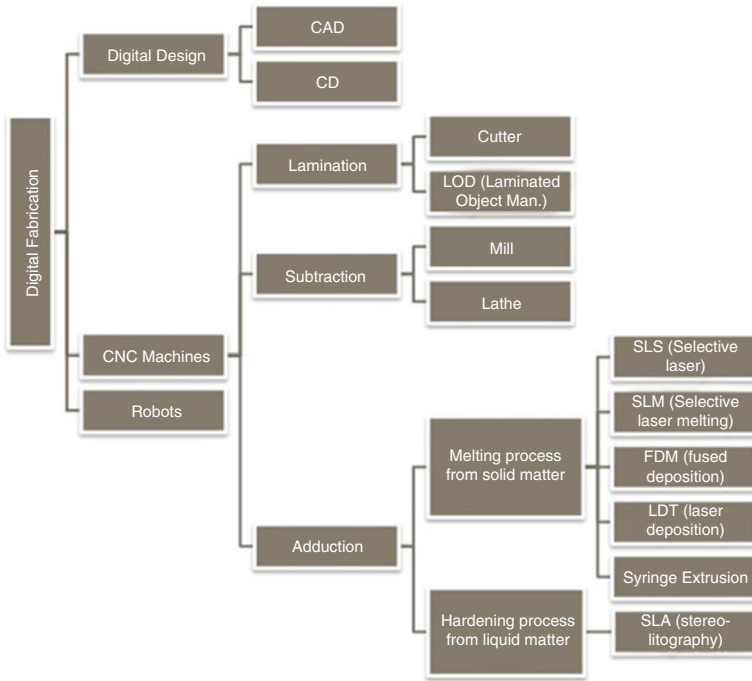 Digital Fabrication
Digital Design
CAD
CD
CNC Machines
Lamination
Cutter
LOD (Laminated
Object Man.)
Subtraction
Mill
Lathe
Adduction
Melting process
from solid matter
SLS (Selective
laser)
SLM (Selective
laser melting)
FDM (fused
deposition)
LDT (laser
deposition)
Syringe Extrusion
Hardening process
from liquid matter
SLA (stereo-
litography)
Robots